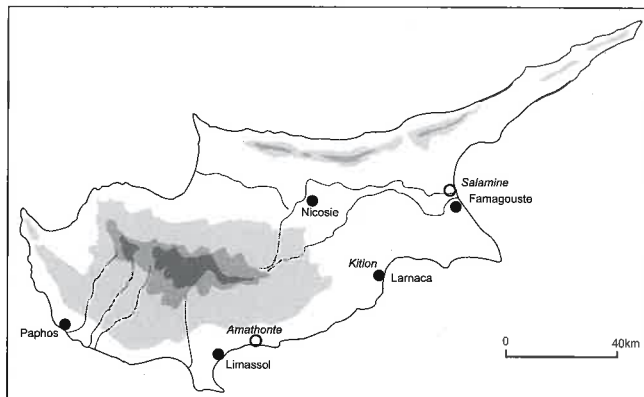 Salamine
Famagouste
Nicosie
Kition
Larnaca
Paphos
Amathonte
Limassol
0 40km